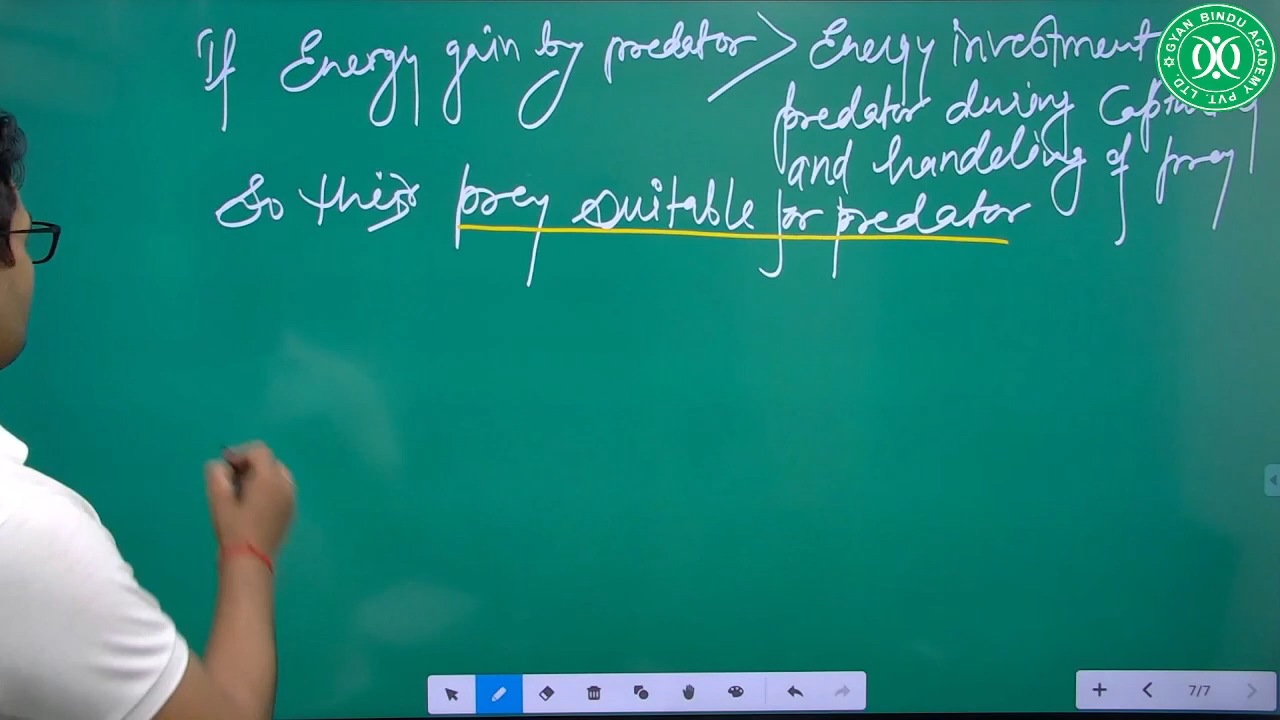 If Energy gain by predator > Energy investment
predator during Capturing
and handeling of prey
So this prey suitable for predator
GYAN BINDU ACADEMY PVT. LTD.
7/7